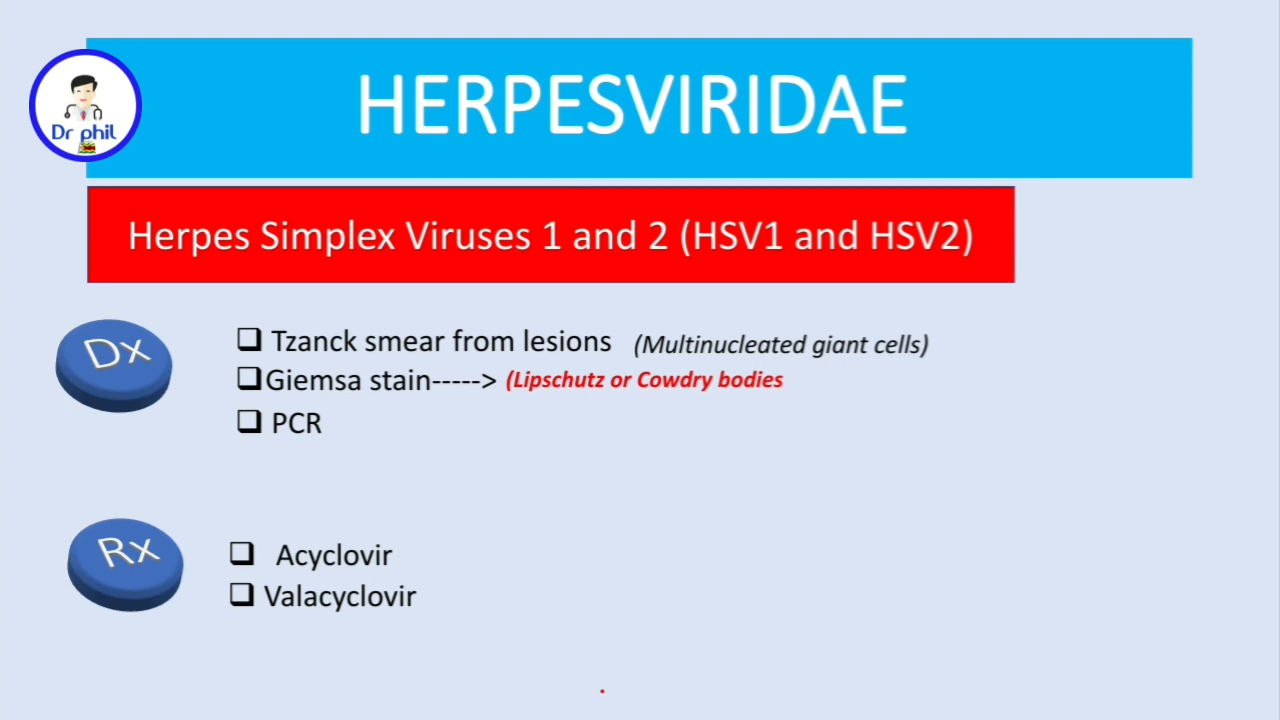 Dr phil
HERPESVIRIDAE
Herpes Simplex Viruses 1 and 2 (HSV1 and HSV2)
Dx
Tzanck smear from lesions (Multinucleated giant cells)
Giemsa stain-----> (Lipschutz or Cowdry bodies
PCR
Rx
Acyclovir
Valacyclovir